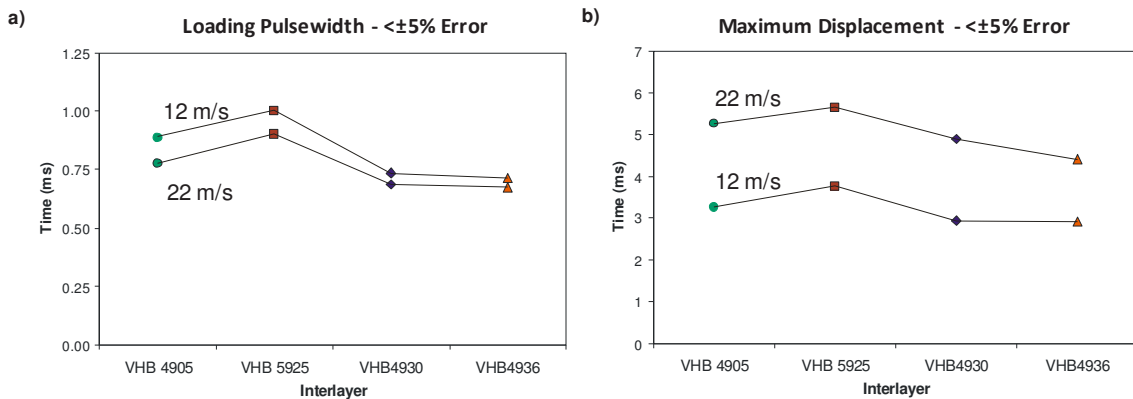 a)
Loading Pulsewidth - <±5% Error
1.25
1.00
0.75
0.50
0.25
0.00
Time (ms)
12 m/s
22 m/s
VHB 4905 VHB 5925 VHB4930 VHB4936
Interlayer
b)
Maximum Displacement - <±5% Error
7
6
5
4
3
2
1
0
Time (ms)
22 m/s
12 m/s
VHB 4905 VHB 5925 VHB4930 VHB4936
Interlayer